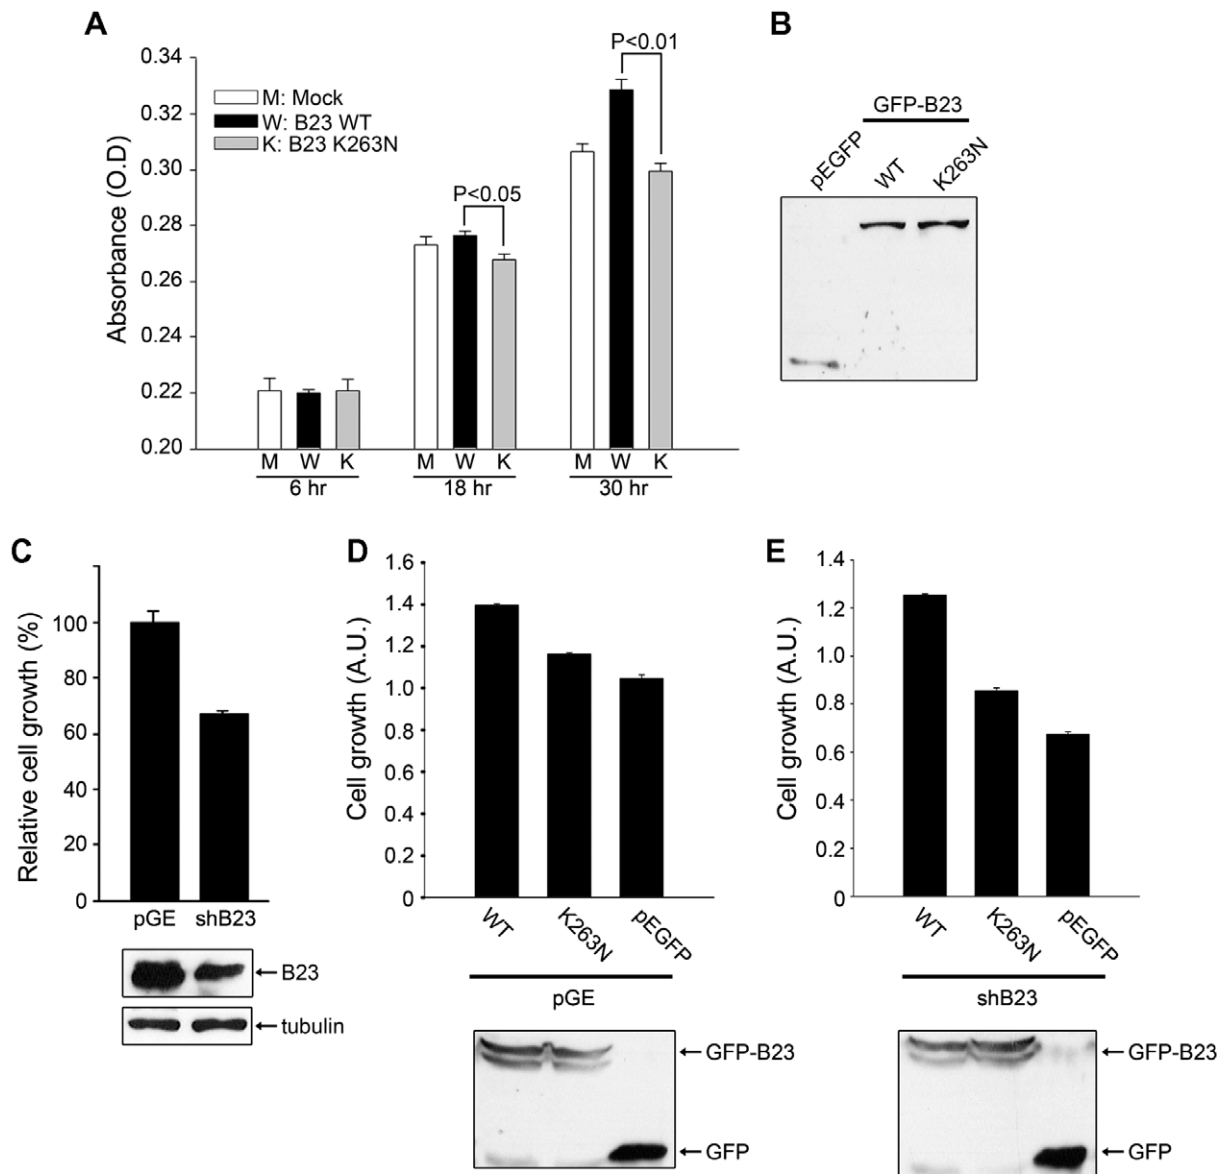 A
Absorbance (O.D)
0.34
0.32
0.30
0.28
0.26
0.24
0.22
0.20
M: Mock
W: B23 WT
K: B23 K263N
P<0.05
P<0.01
M W K M W K M W K
6 hr 18 hr 30 hr
B
GFP-B23
pEGFP WT K263N
C
Relative cell growth (%)
100
80
60
40
20
0
pGE shB23
B23
tubulin
D
Cell growth (A.U.)
1.6
1.4
1.2
1.0
0.8
0.6
0.4
0.2
0
WT K263N pEGFP
pGE
GFP-B23
GFP
E
Cell growth (A.U.)
1.4
1.2
1.0
0.8
0.6
0.4
0.2
0
WT K263N pEGFP
shB23
GFP-B23
GFP